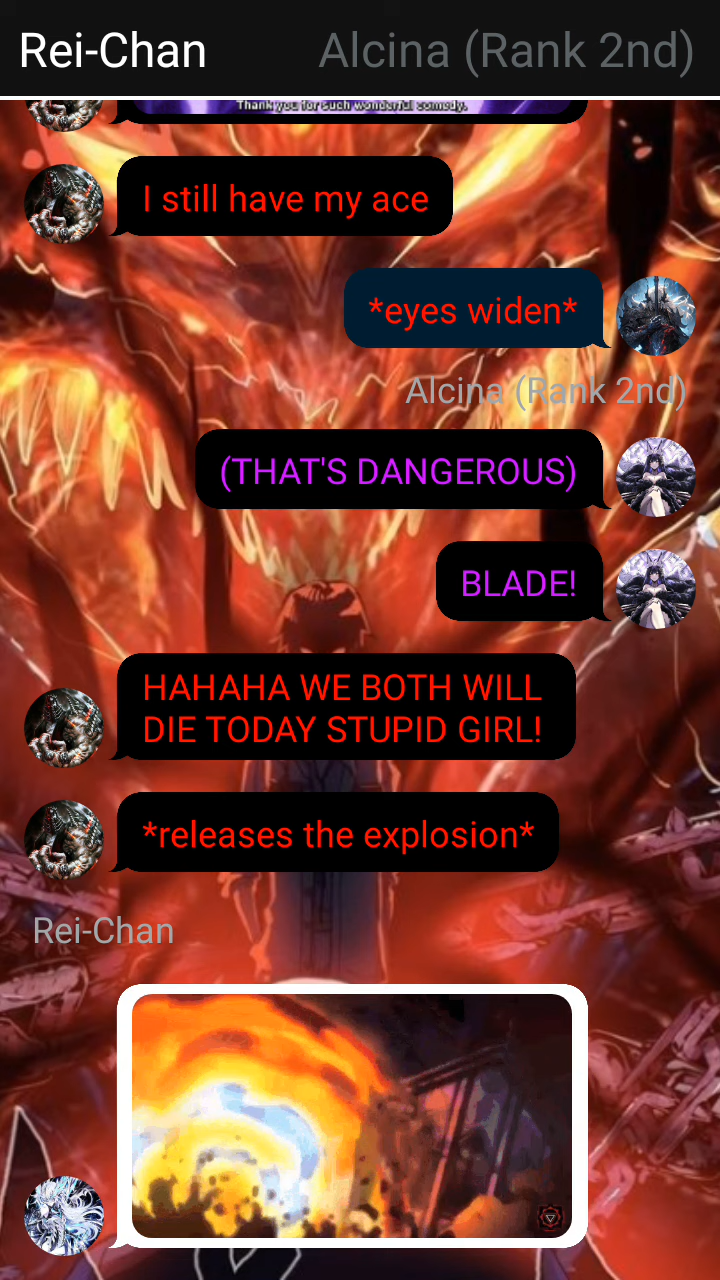 Rei-Chan
Alcina (Rank 2nd)
Thank you for such wonderful comedy.
I still have my ace
*eyes widen*
Alcina (Rank 2nd)
(THAT'S DANGEROUS)
BLADE!
HAHAHA WE BOTH WILL
DIE TODAY STUPID GIRL!
*releases the explosion*
Rei-Chan